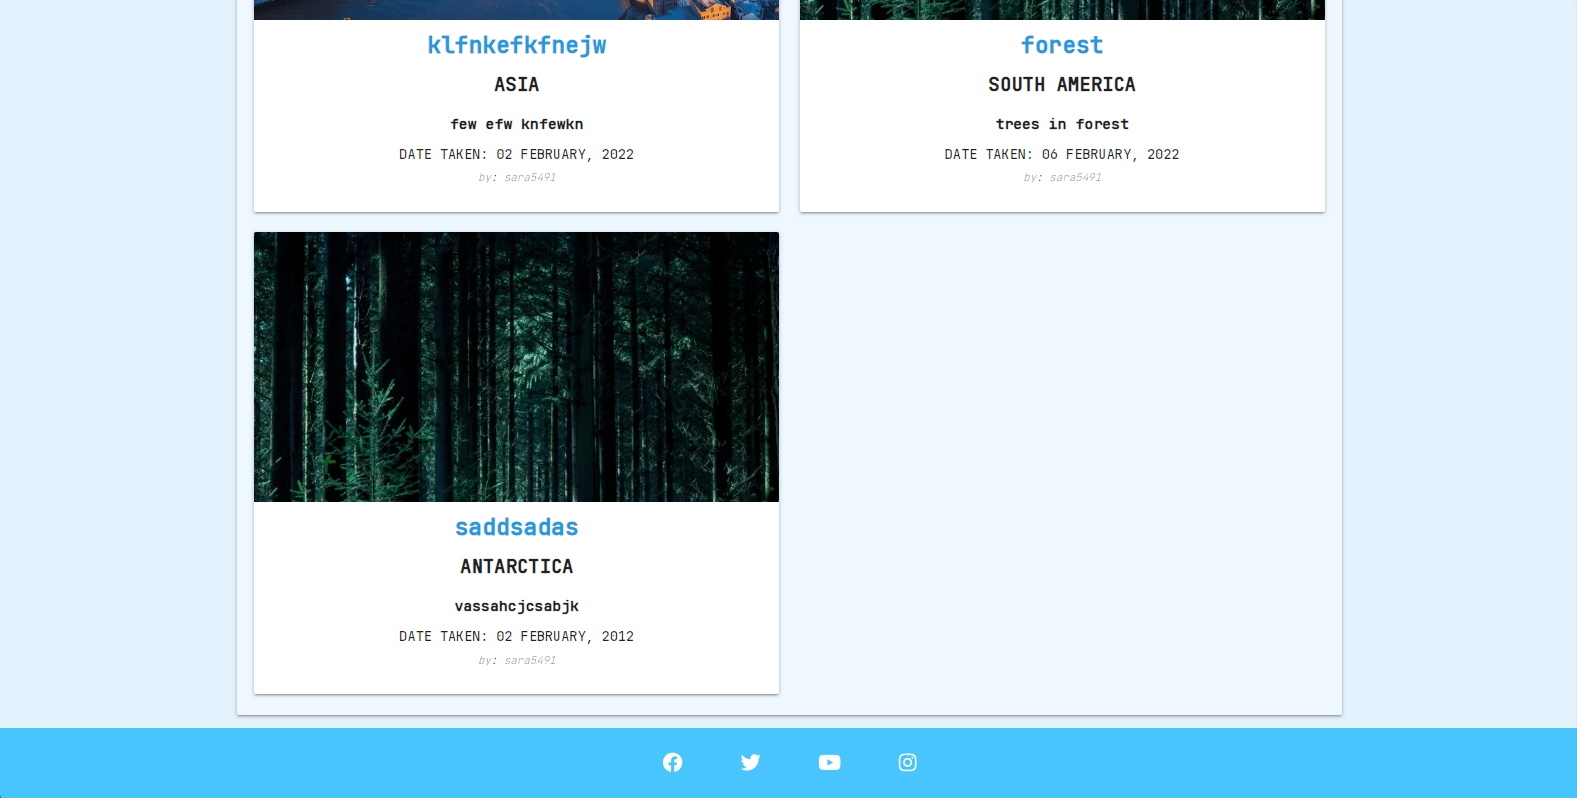 klfnkefkfnejw
ASIA
few efw knfewkn
DATE TAKEN: 02 FEBRUARY, 2022
by: sara5491
forest
SOUTH AMERICA
trees in forest
DATE TAKEN: 06 FEBRUARY, 2022
by: sara5491
saddsadas
ANTARCTICA
vassahcjcsabjk
DATE TAKEN: 02 FEBRUARY, 2012
by: sara5491